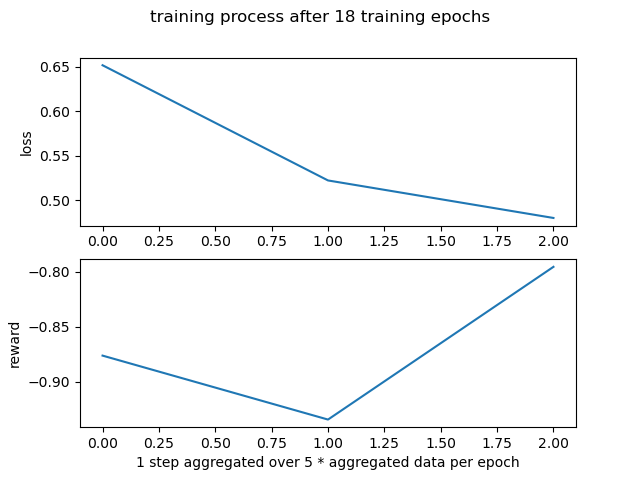 training process after 18 training epochs
0.65
0.60
0.55
0.50
loss
0.00 0.25 0.50 0.75 1.00 1.25 1.50 1.75 2.00
−0.80
−0.85
−0.90
reward
0.00 0.25 0.50 0.75 1.00 1.25 1.50 1.75 2.00
1 step aggregated over 5 * aggregated data per epoch